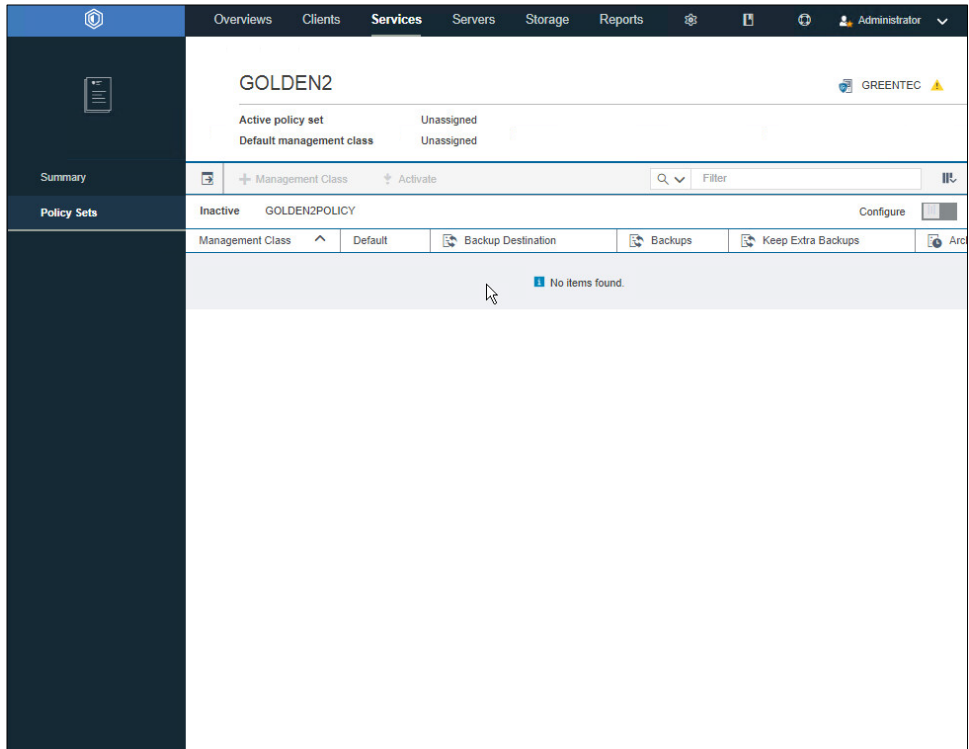 Overviews Clients Services Servers Storage Reports Administrator
GOLDEN2
GREENTEC
Active policy set Unassigned
Default management class Unassigned
Summary
Policy Sets
+ Management Class Activate Filter
Inactive GOLDEN2POLICY Configure
Management Class Default Backup Destination Backups Keep Extra Backups Arc
No items found.